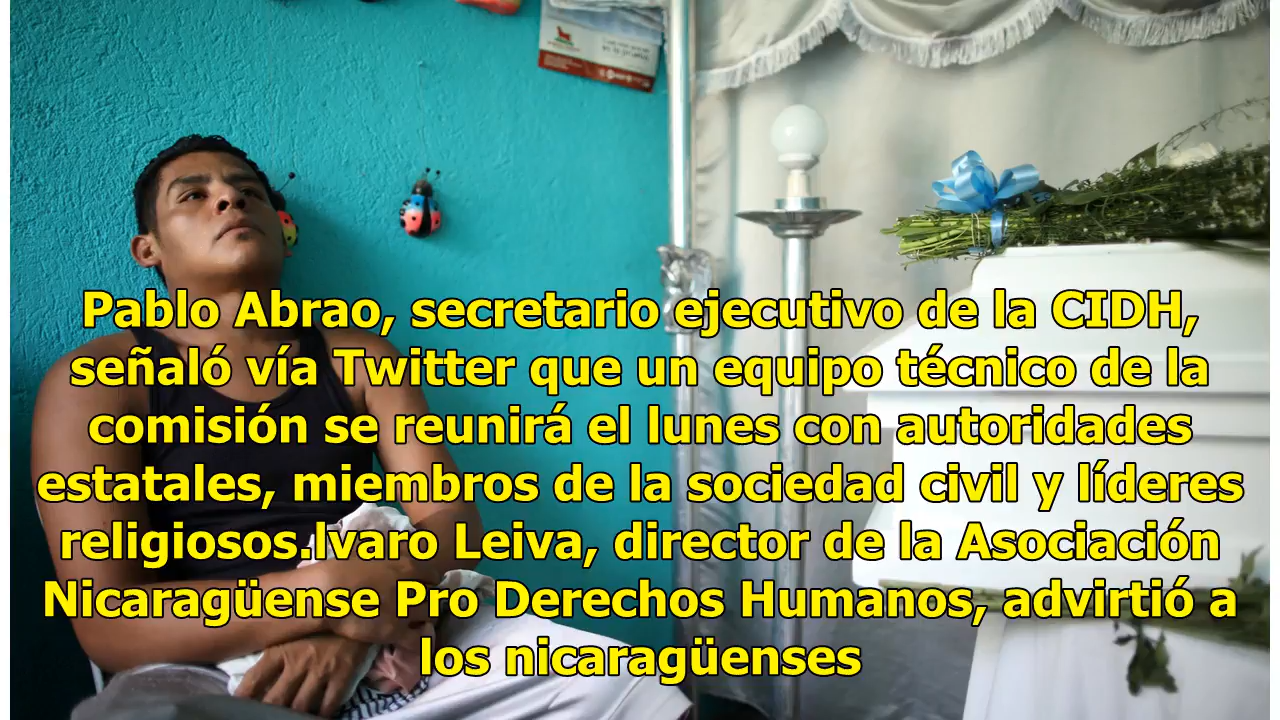 Pablo Abrao, secretario ejecutivo de la CIDH,
señaló vía Twitter que un equipo técnico de la
comisión se reunirá el lunes con autoridades
estatales, miembros de la sociedad civil y líderes
religiosos.lvaro Leiva, director de la Asociación
Nicaragüense Pro Derechos Humanos, advirtió a
los nicaragüenses